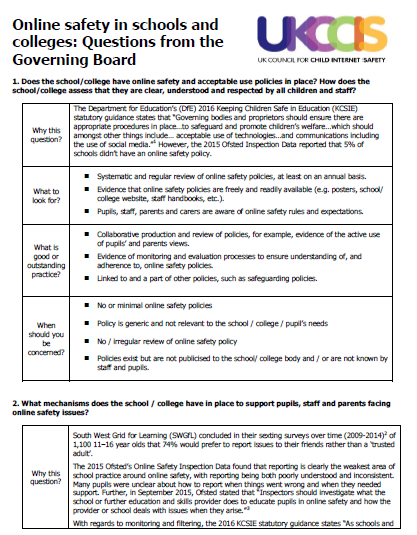 Online safety in schools and
colleges: Questions from the
Governing Board
UKCCIS
UK COUNCIL FOR CHILD INTERNET SAFETY
1. Does the school/college have online safety and acceptable use policies in place? How does the
school/college assess that they are clear, understood and respected by all children and staff?
Why this
question?
The Department for Education's (DfE) 2016 Keeping Children Safe in Education (KCSIE)
statutory guidance states that "Governing bodies and proprietors should ensure there are
appropriate procedures in place...to safeguard and promote children's welfare...which should
amongst other things include... acceptable use of technologies...and communications including
the use of social media."1 However, the 2015 Ofsted Inspection Data reported that 5% of
schools didn't have an online safety policy.
What to
look for?
■ Systematic and regular review of online safety policies, at least on an annual basis.
■ Evidence that online safety policies are freely and readily available (e.g. posters, school/
college website, staff handbooks, etc.).
■ Pupils, staff, parents and carers are aware of online safety rules and expectations.
What is
good or
outstanding
practice?
■ Collaborative production and review of policies, for example, evidence of the active use
of pupils' and parents views.
■ Evidence of monitoring and evaluation processes to ensure understanding of, and
adherence to, online safety policies.
■ Linked to and a part of other policies, such as safeguarding policies.
When
should you
be
concerned?
■ No or minimal online safety policies
■ Policy is generic and not relevant to the school / college / pupil's needs
■ No / irregular review of online safety policy
■ Policies exist but are not publicised to the school/ college body and / or are not known by
staff and pupils.
2. What mechanisms does the school / college have in place to support pupils, staff and parents facing
online safety issues?
Why this
question?
South West Grid for Learning (SWGfL) concluded in their sexting surveys over time (2009-2014)2 of
1,100 11–16 year olds that 74% would prefer to report issues to their friends rather than a 'trusted
adult'.
The 2015 Ofsted's Online Safety Inspection Data found that reporting is clearly the weakest area of
school practice around online safety, with reporting being both poorly understood and inconsistent.
Many pupils were unclear about how to report when things went wrong and when they needed
support. Further, in September 2015, Ofsted stated that "Inspectors should investigate what the
school or further education and skills provider does to educate pupils in online safety and how the
provider or school deals with issues when they arise."3
With regards to monitoring and filtering, the 2016 KCSIE statutory guidance states "As schools and